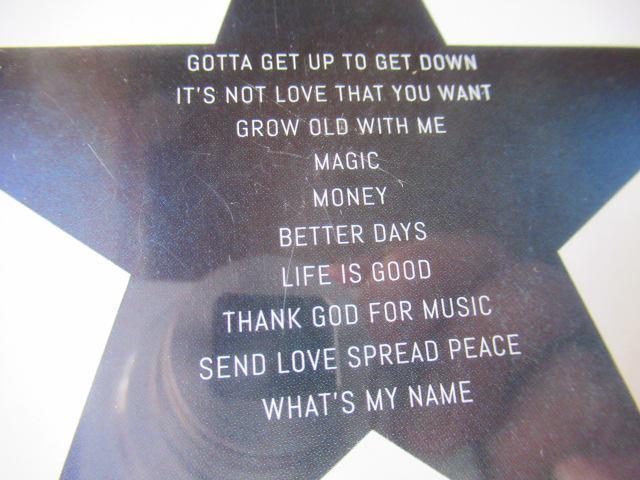 GOTTA GET UP TO GET DOWN
IT'S NOT LOVE THAT YOU WANT
GROW OLD WITH ME
MAGIC
MONEY
BETTER DAYS
LIFE IS GOOD
THANK GOD FOR MUSIC
SEND LOVE SPREAD PEACE
WHAT'S MY NAME